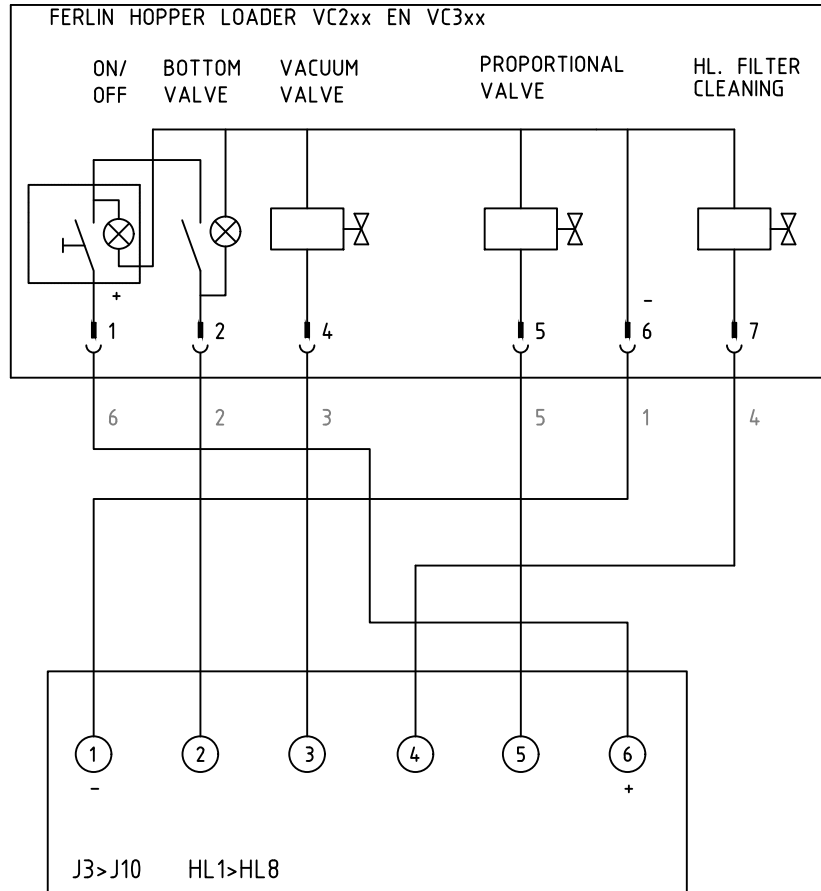 FERLIN HOPPER LOADER VC2xx EN VC3xx
ON/ OFF
BOTTOM VALVE
VACUUM VALVE
PROPORTIONAL VALVE
HL. FILTER CLEANING
+ -
1 2 4 5 6 7
6 2 3 5 1 4
1 2 3 4 5 6
- +
J3>J10 HL1>HL8